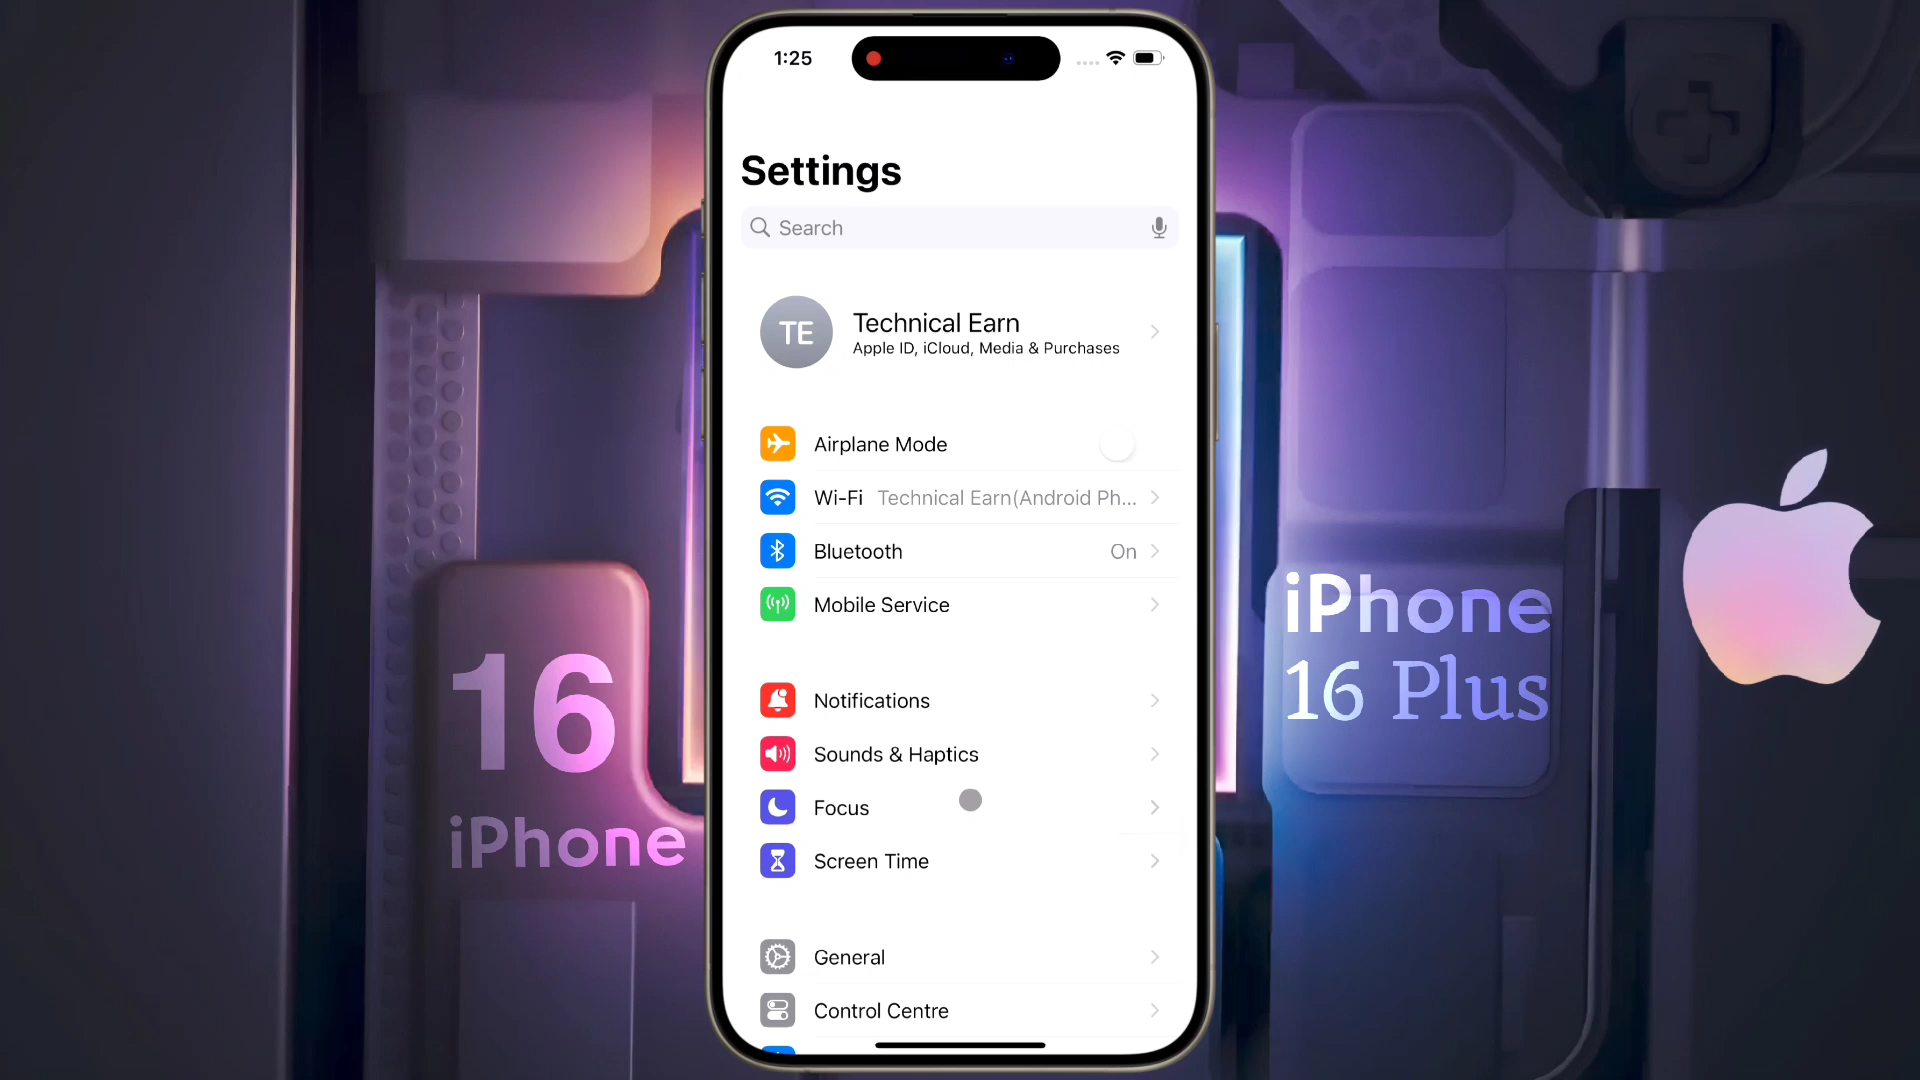 1:25
Settings
Search
TE
Technical Earn
Apple ID, iCloud, Media & Purchases
Airplane Mode
Wi-Fi Technical Earn(Android Ph...
Bluetooth On
Mobile Service
Notifications
Sounds & Haptics
Focus
Screen Time
General
Control Centre
16
iPhone
iPhone
16 Plus